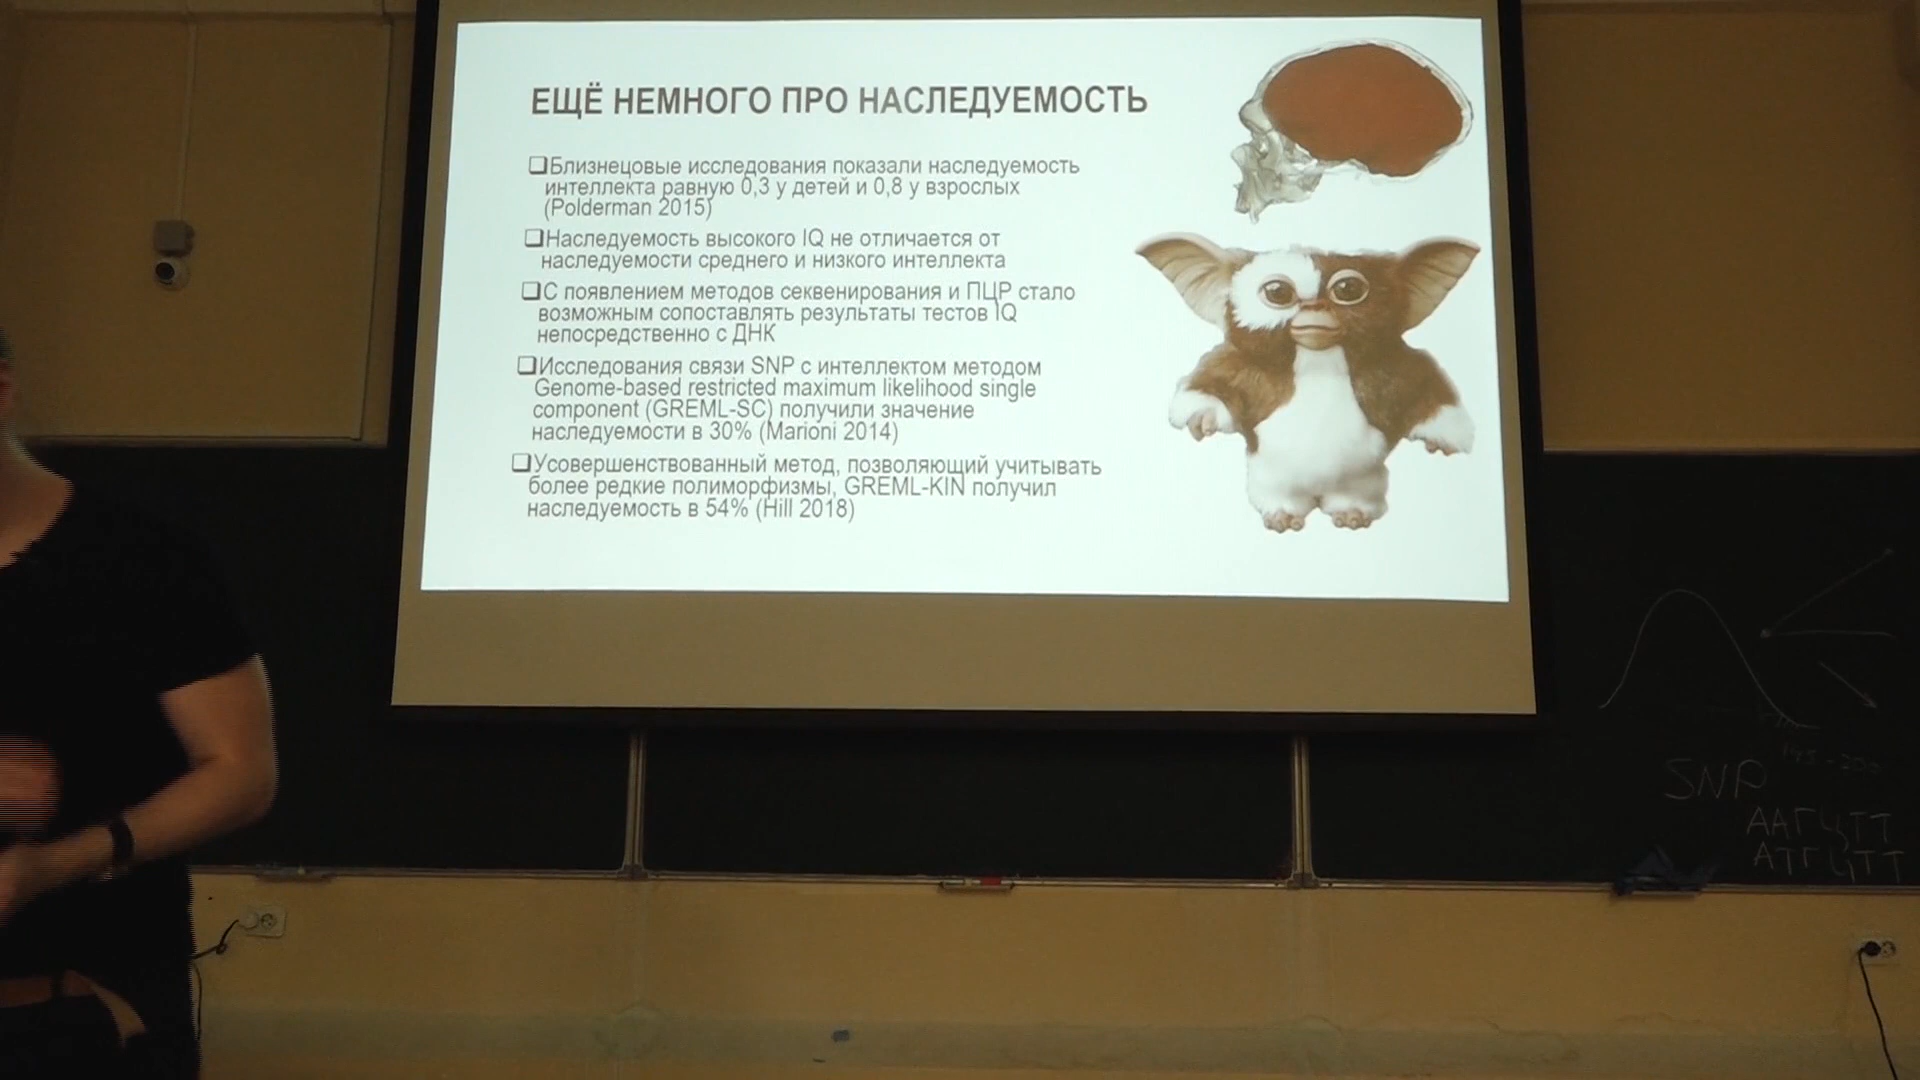 ЕЩЁ НЕМНОГО ПРО НАСЛЕДУЕМОСТЬ
❑Близнецовые исследования показали наследуемость
интеллекта равную 0,3 у детей и 0,8 у взрослых
(Polderman 2015)
❑Наследуемость высокого IQ не отличается от
наследуемости среднего и низкого интеллекта
❑С появлением методов секвенирования и ПЦР стало
возможным сопоставлять результаты тестов IQ
непосредственно с ДНК
❑Исследования связи SNP с интеллектом методом
Genome-based restricted maximum likelihood single
component (GREML-SC) получили значение
наследуемости в 30% (Marioni 2014)
❑Усовершенствованный метод, позволяющий учитывать
более редкие полиморфизмы, GREML-KIN получил
наследуемость в 54% (Hill 2018)
SNP
ААГЦТТ
АТГЦТТ